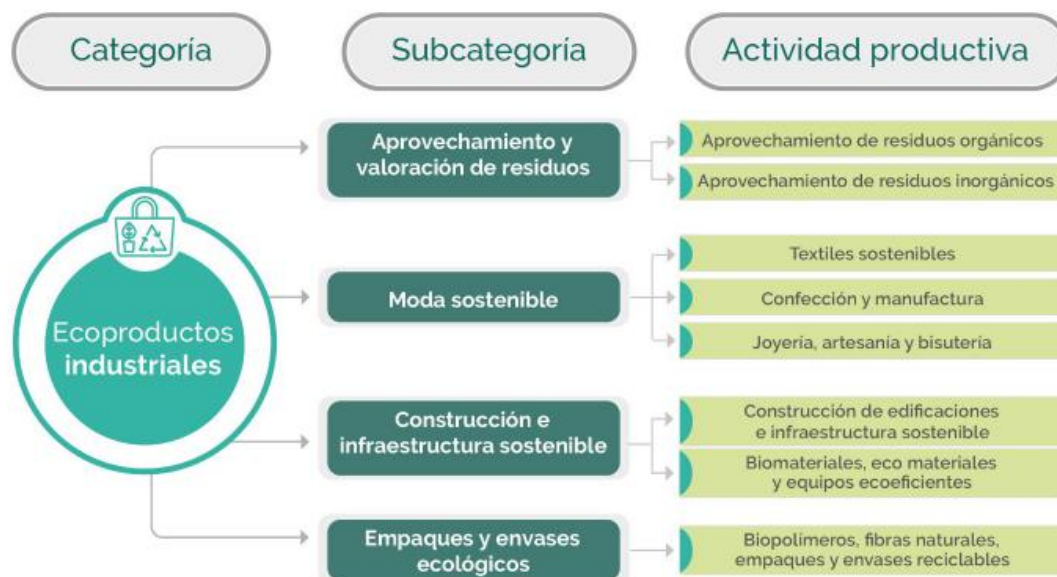 Categoría
Subcategoría
Actividad productiva
Ecoproductos
industriales
Aprovechamiento y
valoración de residuos
Aprovechamiento de residuos orgánicos
Aprovechamiento de residuos inorgánicos
Moda sostenible
Textiles sostenibles
Confección y manufactura
Joyería, artesanía y bisutería
Construcción e
infraestructura sostenible
Construcción de edificaciones
e infraestructura sostenible
Biomateriales, eco materiales
y equipos ecoeficientes
Empaques y envases
ecológicos
Biopolímeros, fibras naturales,
empaques y envases reciclables